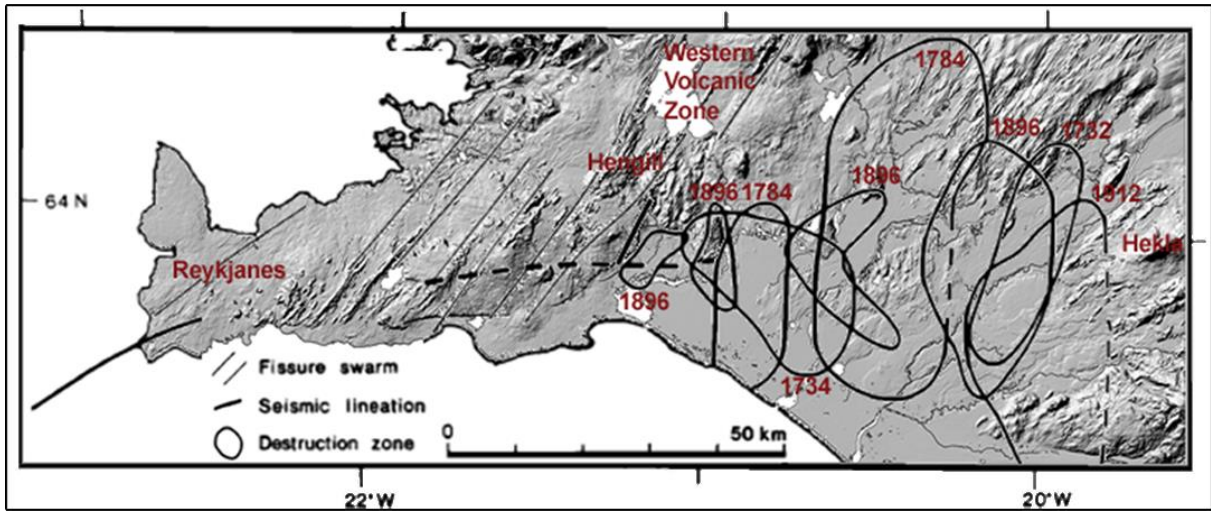 Western
Volcanic
Zone
1784
1896
1732
Hengill
1896
1784
1896
1912
64 N
Hekla
Reykjanes
1896
Fissure swarm
1734
Seismic lineation
0
50 km
Destruction zone
22°W
20°W